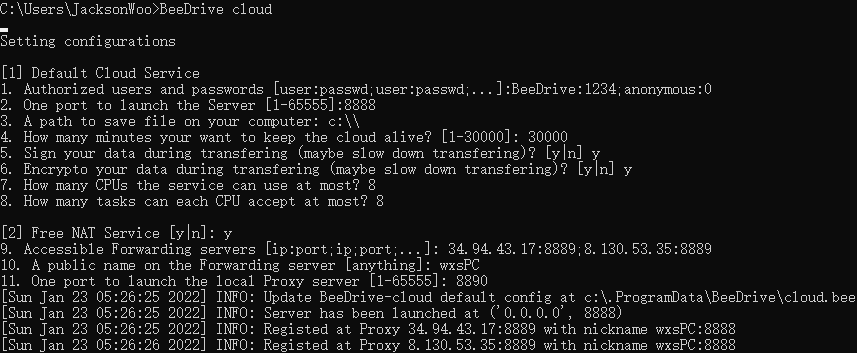 C:\Users\JacksonWoo>BeeDrive cloud
Setting configurations
[1] Default Cloud Service
1. Authorized users and passwords [user:passwd;user:passwd;...]:BeeDrive:1234;anonymous:0
2. One port to launch the Server [1-65555]:8888
3. A path to save file on your computer: c:\\
4. How many minutes your want to keep the cloud alive? [1-30000]: 30000
5. Sign your data during transfering (maybe slow down transfering)? [y|n] y
6. Encrypto your data during transfering (maybe slow down transfering)? [y|n] y
7. How many CPUs the service can use at most? 8
8. How many tasks can each CPU accept at most? 8
[2] Free NAT Service [y|n]: y
9. Accessible Forwarding servers [ip:port;ip;port;...]: 34.94.43.17:8889;8.130.53.35:8889
10. A public name on the Forwarding server [anything]: wxsPC
11. One port to launch the local Proxy server [1-65555]: 8890
[Sun Jan 23 05:26:25 2022] INFO: Update BeeDrive-cloud default config at c:\.ProgramData\BeeDrive\cloud.bee
[Sun Jan 23 05:26:25 2022] INFO: Server has been launched at ('0.0.0.0', 8888)
[Sun Jan 23 05:26:25 2022] INFO: Registed at Proxy 34.94.43.17:8889 with nickname wxsPC:8888
[Sun Jan 23 05:26:26 2022] INFO: Registed at Proxy 8.130.53.35:8889 with nickname wxsPC:8888